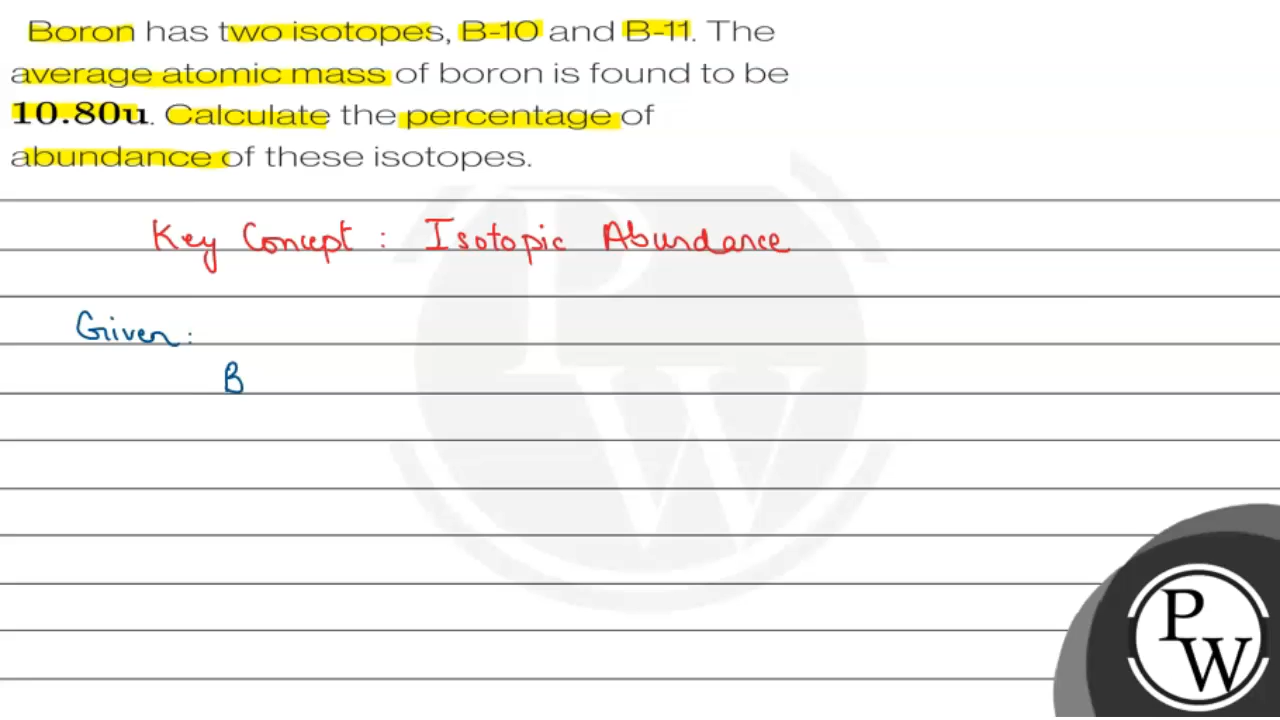 Boron has two isotopes, B-10 and B-11. The
average atomic mass of boron is found to be
10.80u. Calculate the percentage of
abundance of these isotopes.
Key Concept : Isotopic Abundance
Given:
B
P
W
P
W